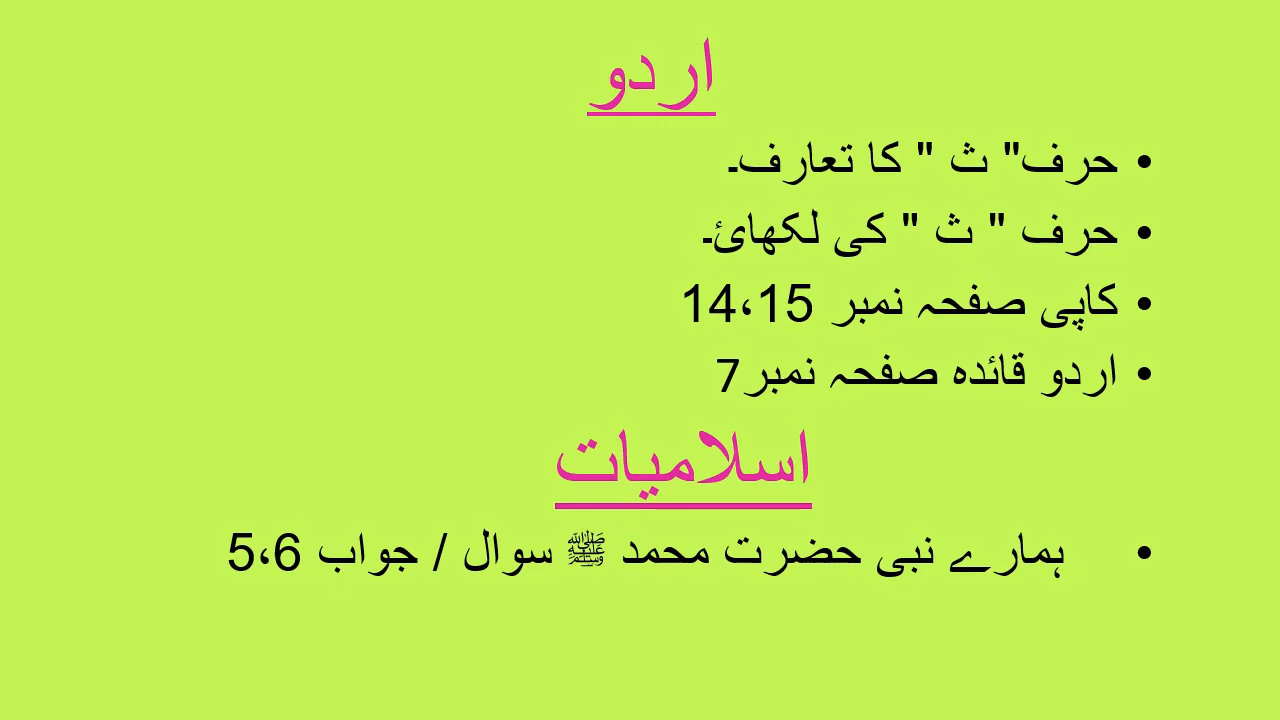 اردو
• حرف" ث " کا تعارف۔
• حرف " ث " کی لکھائ۔
• کاپی صفحہ نمبر 14،15
• اردو قائدہ صفحہ نمبر7
اسلامیات
• ہمارے نبی حضرت محمد ﷺ سوال / جواب 5،6